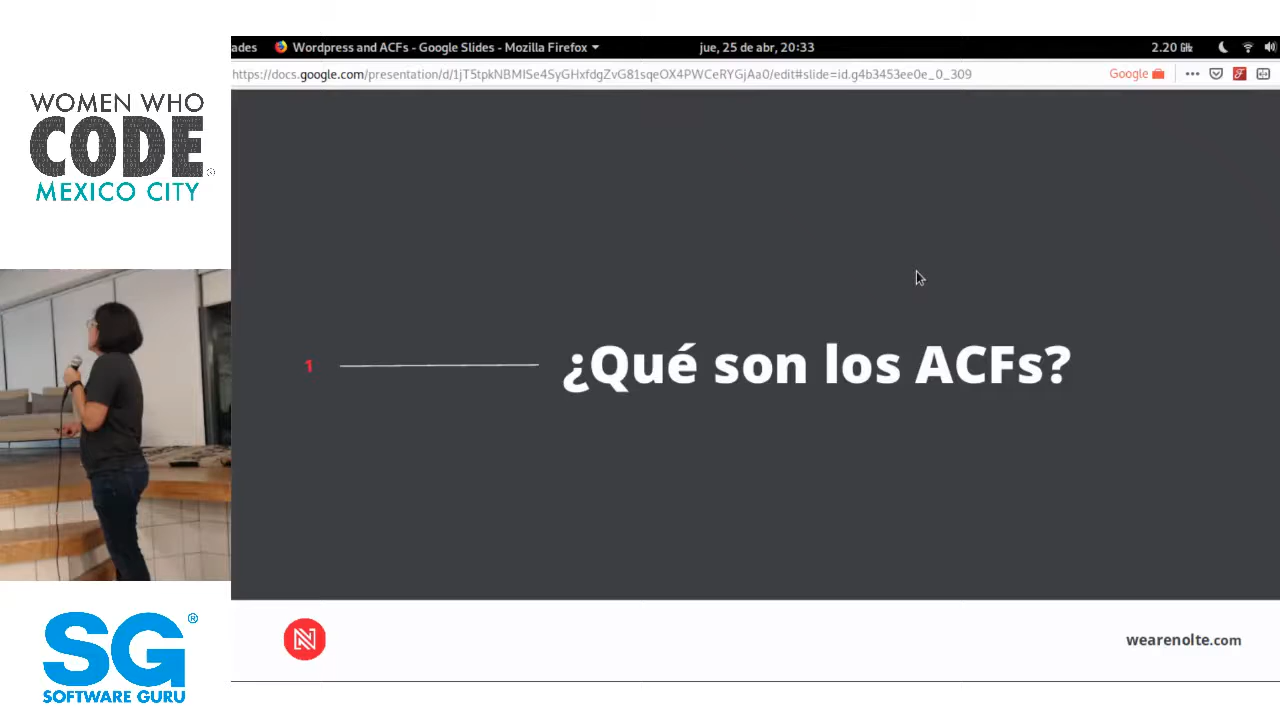 ades
Wordpress and ACFs - Google Slides - Mozilla Firefox
jue, 25 de abr, 20:33
2.20 GHz
https://docs.google.com/presentation/d/1jT5tpkNBMISe4SyGHxfdgZvG81sqeOX4PWCeRYGjAa0/edit#slide=id.g4b3453ee0e_0_309
Google
WOMEN WHO
CODE
MEXICO CITY
1
¿Qué son los ACFs?
wearenolte.com
SG
SOFTWARE GURU